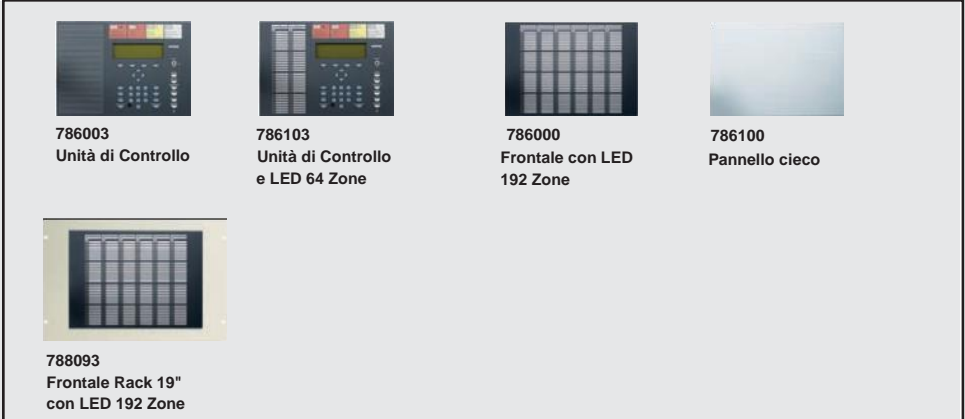 786003
Unità di Controllo
786103
Unità di Controllo
e LED 64 Zone
786000
Frontale con LED
192 Zone
786100
Pannello cieco
788093
Frontale Rack 19"
con LED 192 Zone